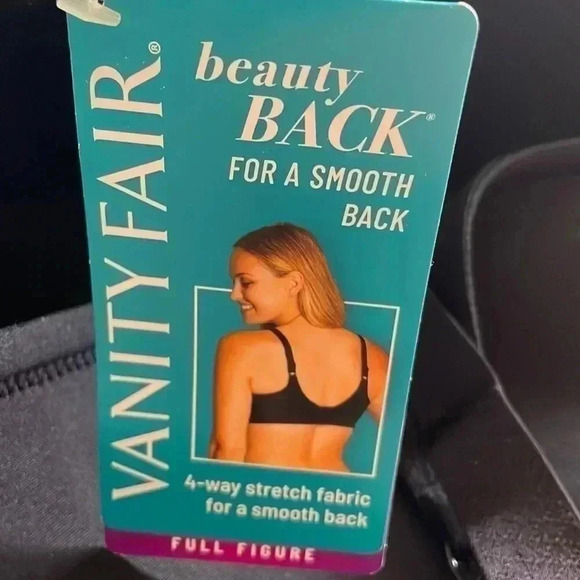 VANITY FAIR®
beauty
BACK®
FOR A SMOOTH
BACK
4-way stretch fabric
for a smooth back
FULL FIGURE